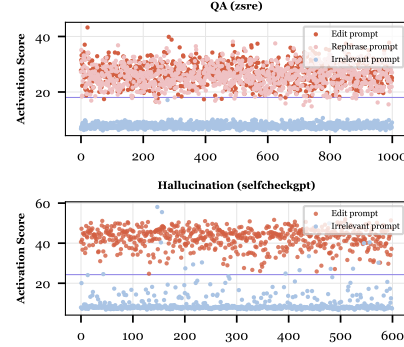 QA (zsre)
Activation Score
40
20
Edit prompt
Rephrase prompt
Irrelevant prompt
0 200 400 600 800 1000
Hallucination (selfcheckgpt)
Activation Score
60
40
20
Edit prompt
Irrelevant prompt
0 100 200 300 400 500 600